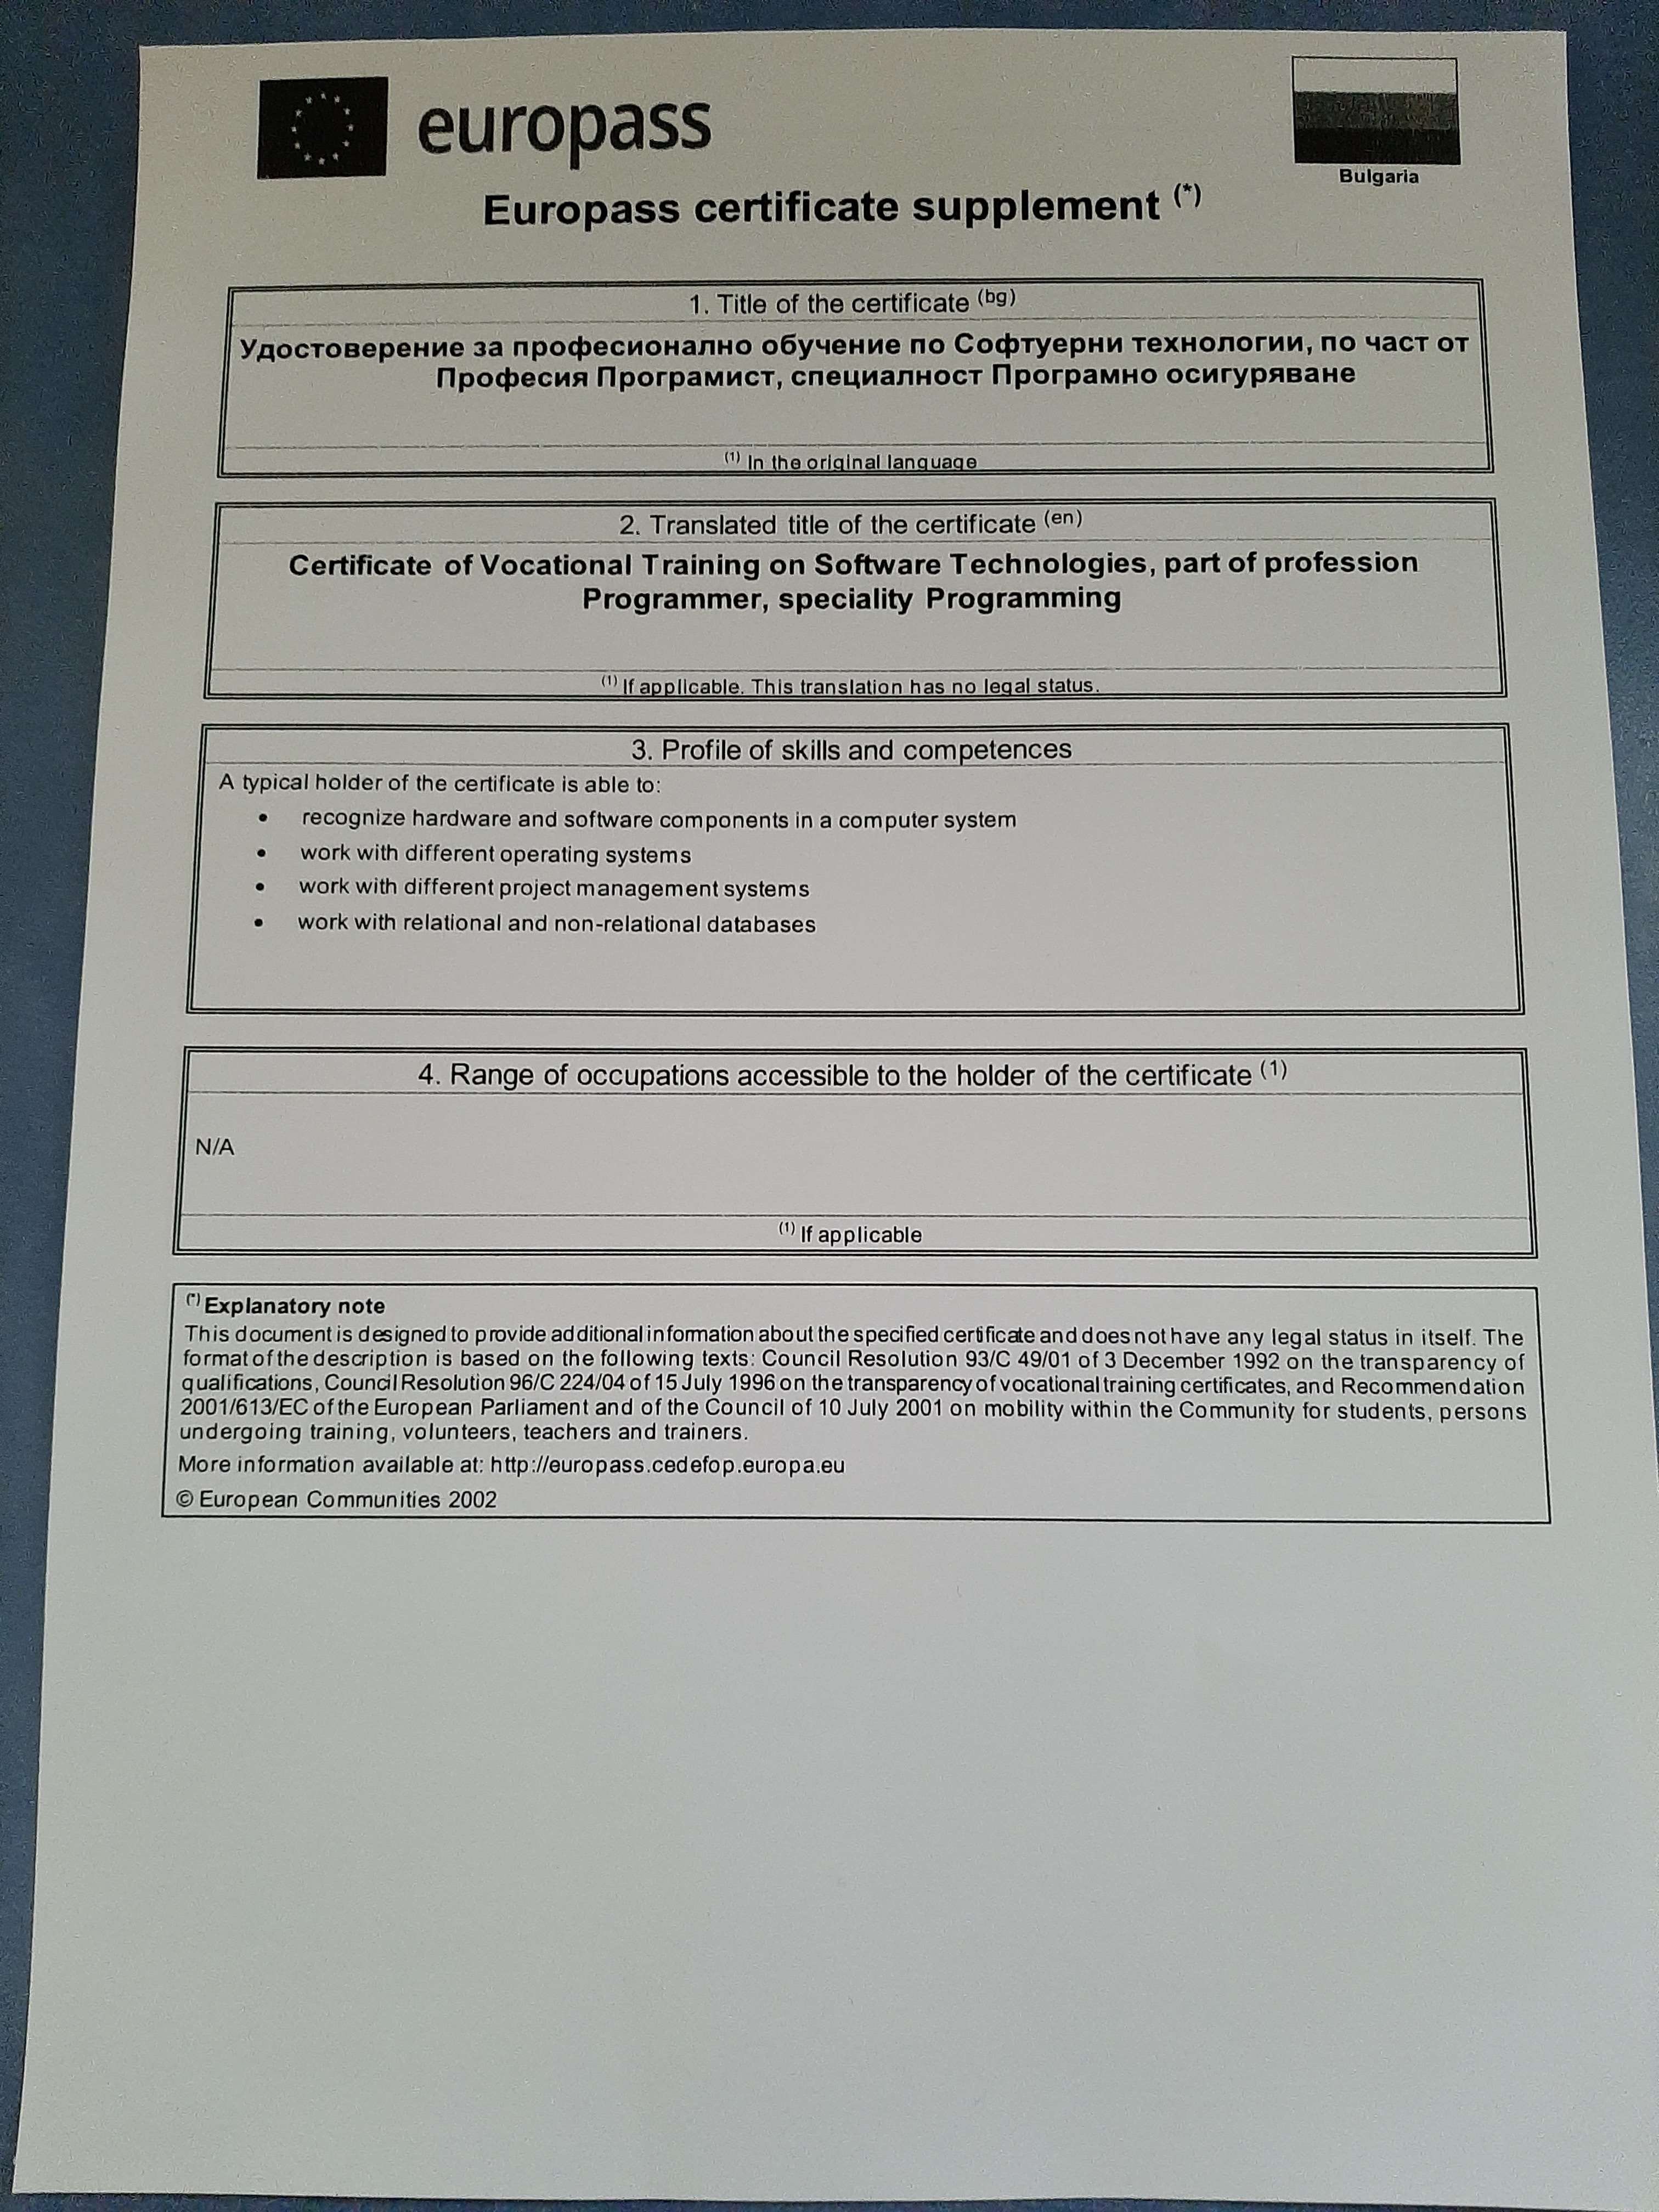 europass
Bulgaria
Europass certificate supplement (*)
1. Title of the certificate (bg)
Удостоверение за професионално обучение по Софтуерни технологии, по част от
Професия Програмист, специалност Програмно осигуряване
(1) In the original language
2. Translated title of the certificate (en)
Certificate of Vocational Training on Software Technologies, part of profession
Programmer, speciality Programming
(1) If applicable. This translation has no legal status.
3. Profile of skills and competences
A typical holder of the certificate is able to:
• recognize hardware and software components in a computer system
• work with different operating systems
• work with different project management systems
• work with relational and non-relational databases
4. Range of occupations accessible to the holder of the certificate (1)
N/A
(1) If applicable
(*) Explanatory note
This document is designed to provide additional information about the specified certificate and does not have any legal status in itself. The
format of the description is based on the following texts: Council Resolution 93/C 49/01 of 3 December 1992 on the transparency of
qualifications, Council Resolution 96/C 224/04 of 15 July 1996 on the transparency of vocational training certificates, and Recommendation
2001/613/EC of the European Parliament and of the Council of 10 July 2001 on mobility within the Community for students, persons
undergoing training, volunteers, teachers and trainers.
More information available at: http://europass.cedefop.europa.eu
© European Communities 2002